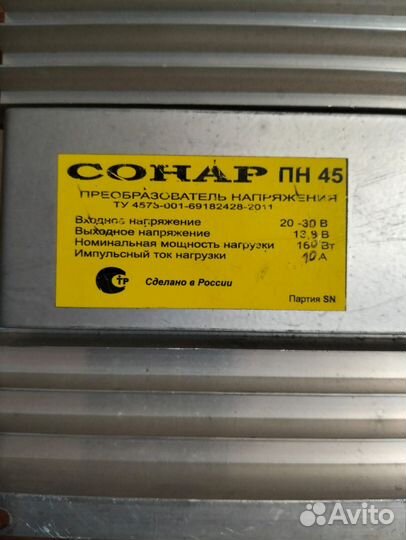 СОНАР ПН 45
ПРЕОБРАЗОВАТЕЛЬ НАПРЯЖЕНИЯ
ТУ 4573-001-69182428-2011
Входное напряжение 20 -30 В
Выходное напряжение 13,8 В
Номинальная мощность нагрузки 160 Вт
Импульсный ток нагрузки 10 А
ТР Сделано в России
Партия SN
Avito